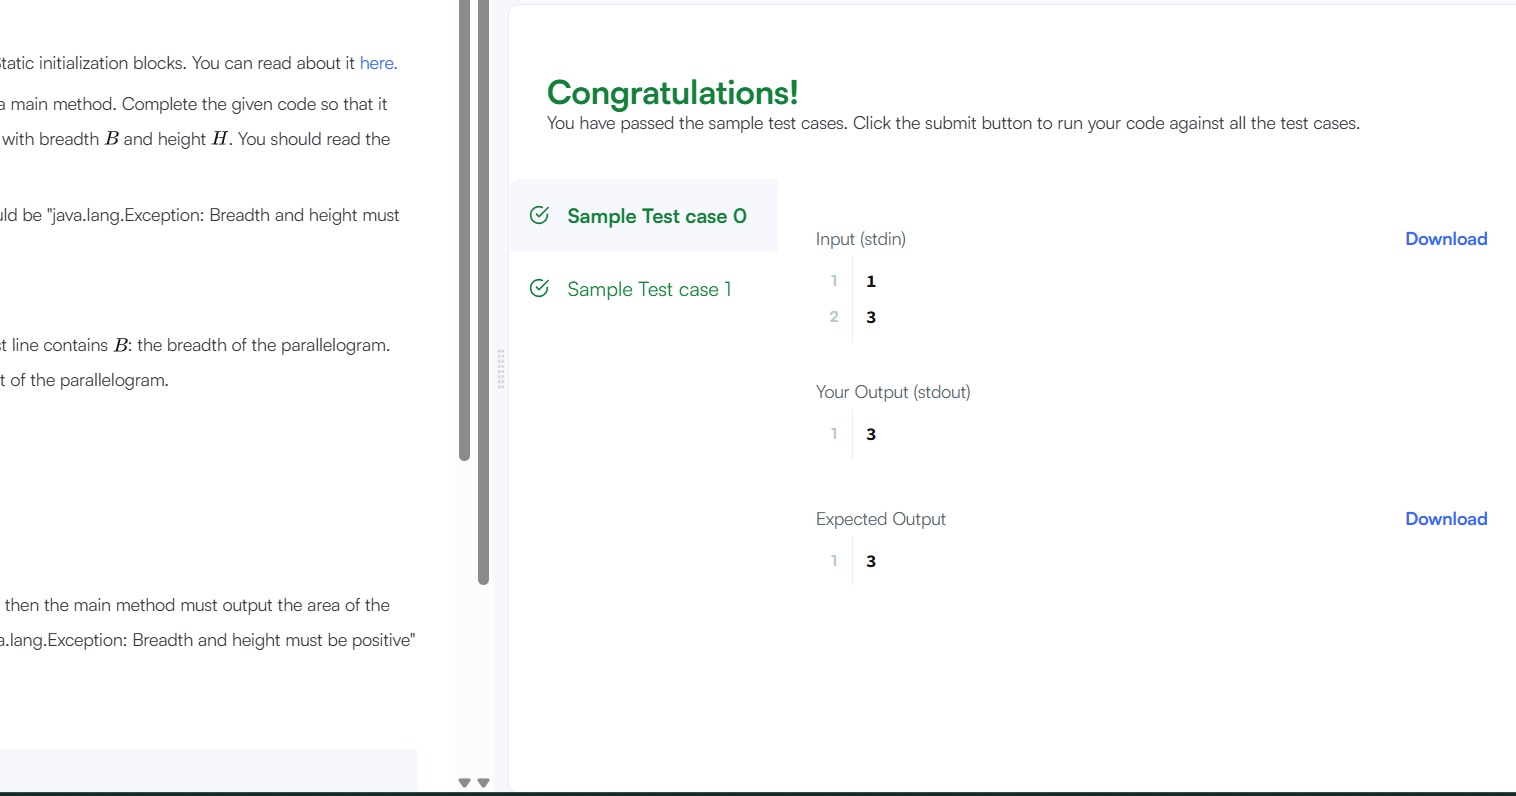 tatic initialization blocks. You can read about it here.
a main method. Complete the given code so that it
with breadth B and height H. You should read the
uld be "java.lang.Exception: Breadth and height must
t line contains B: the breadth of the parallelogram.
t of the parallelogram.
then the main method must output the area of the
a.lang.Exception: Breadth and height must be positive"
Congratulations!
You have passed the sample test cases. Click the submit button to run your code against all the test cases.
Sample Test case 0
Sample Test case 1
Input (stdin)
Download
1 1
2 3
Your Output (stdout)
1 3
Expected Output
Download
1 3